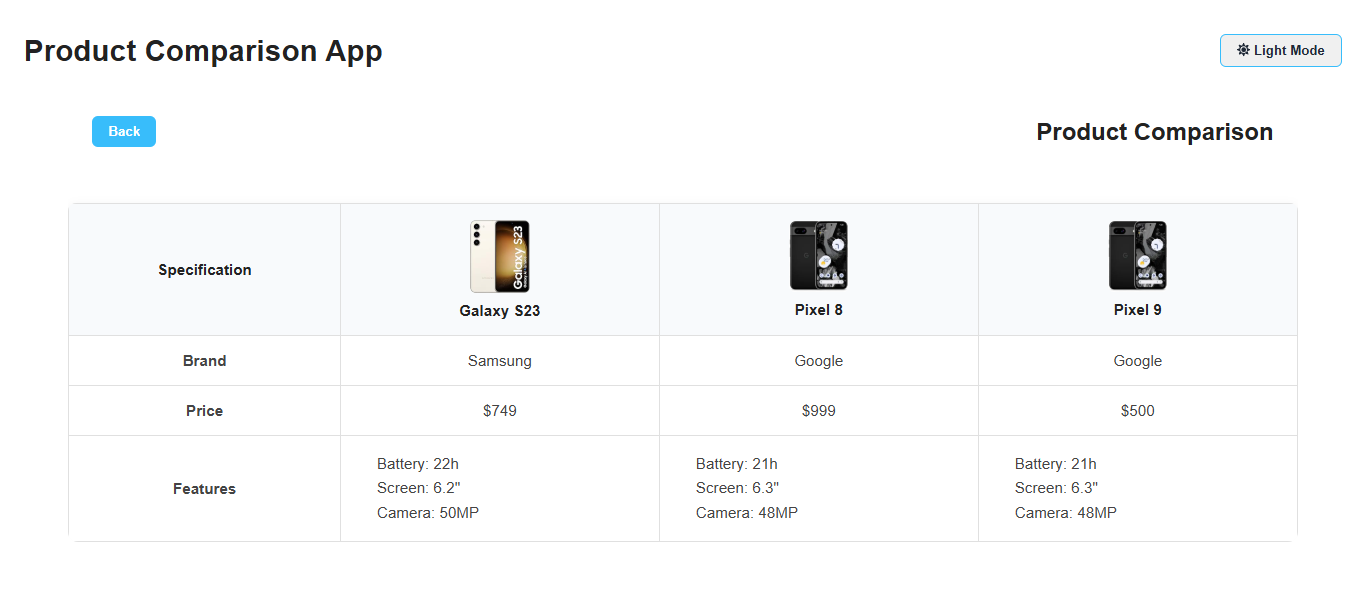 Product Comparison App
Light Mode
Back
Product Comparison
Specification
Galaxy S23
Galaxy S23
Pixel 8
Pixel 9
Brand
Samsung
Google
Google
Price
$749
$999
$500
Features
Battery: 22h
Screen: 6.2"
Camera: 50MP
Battery: 21h
Screen: 6.3"
Camera: 48MP
Battery: 21h
Screen: 6.3"
Camera: 48MP